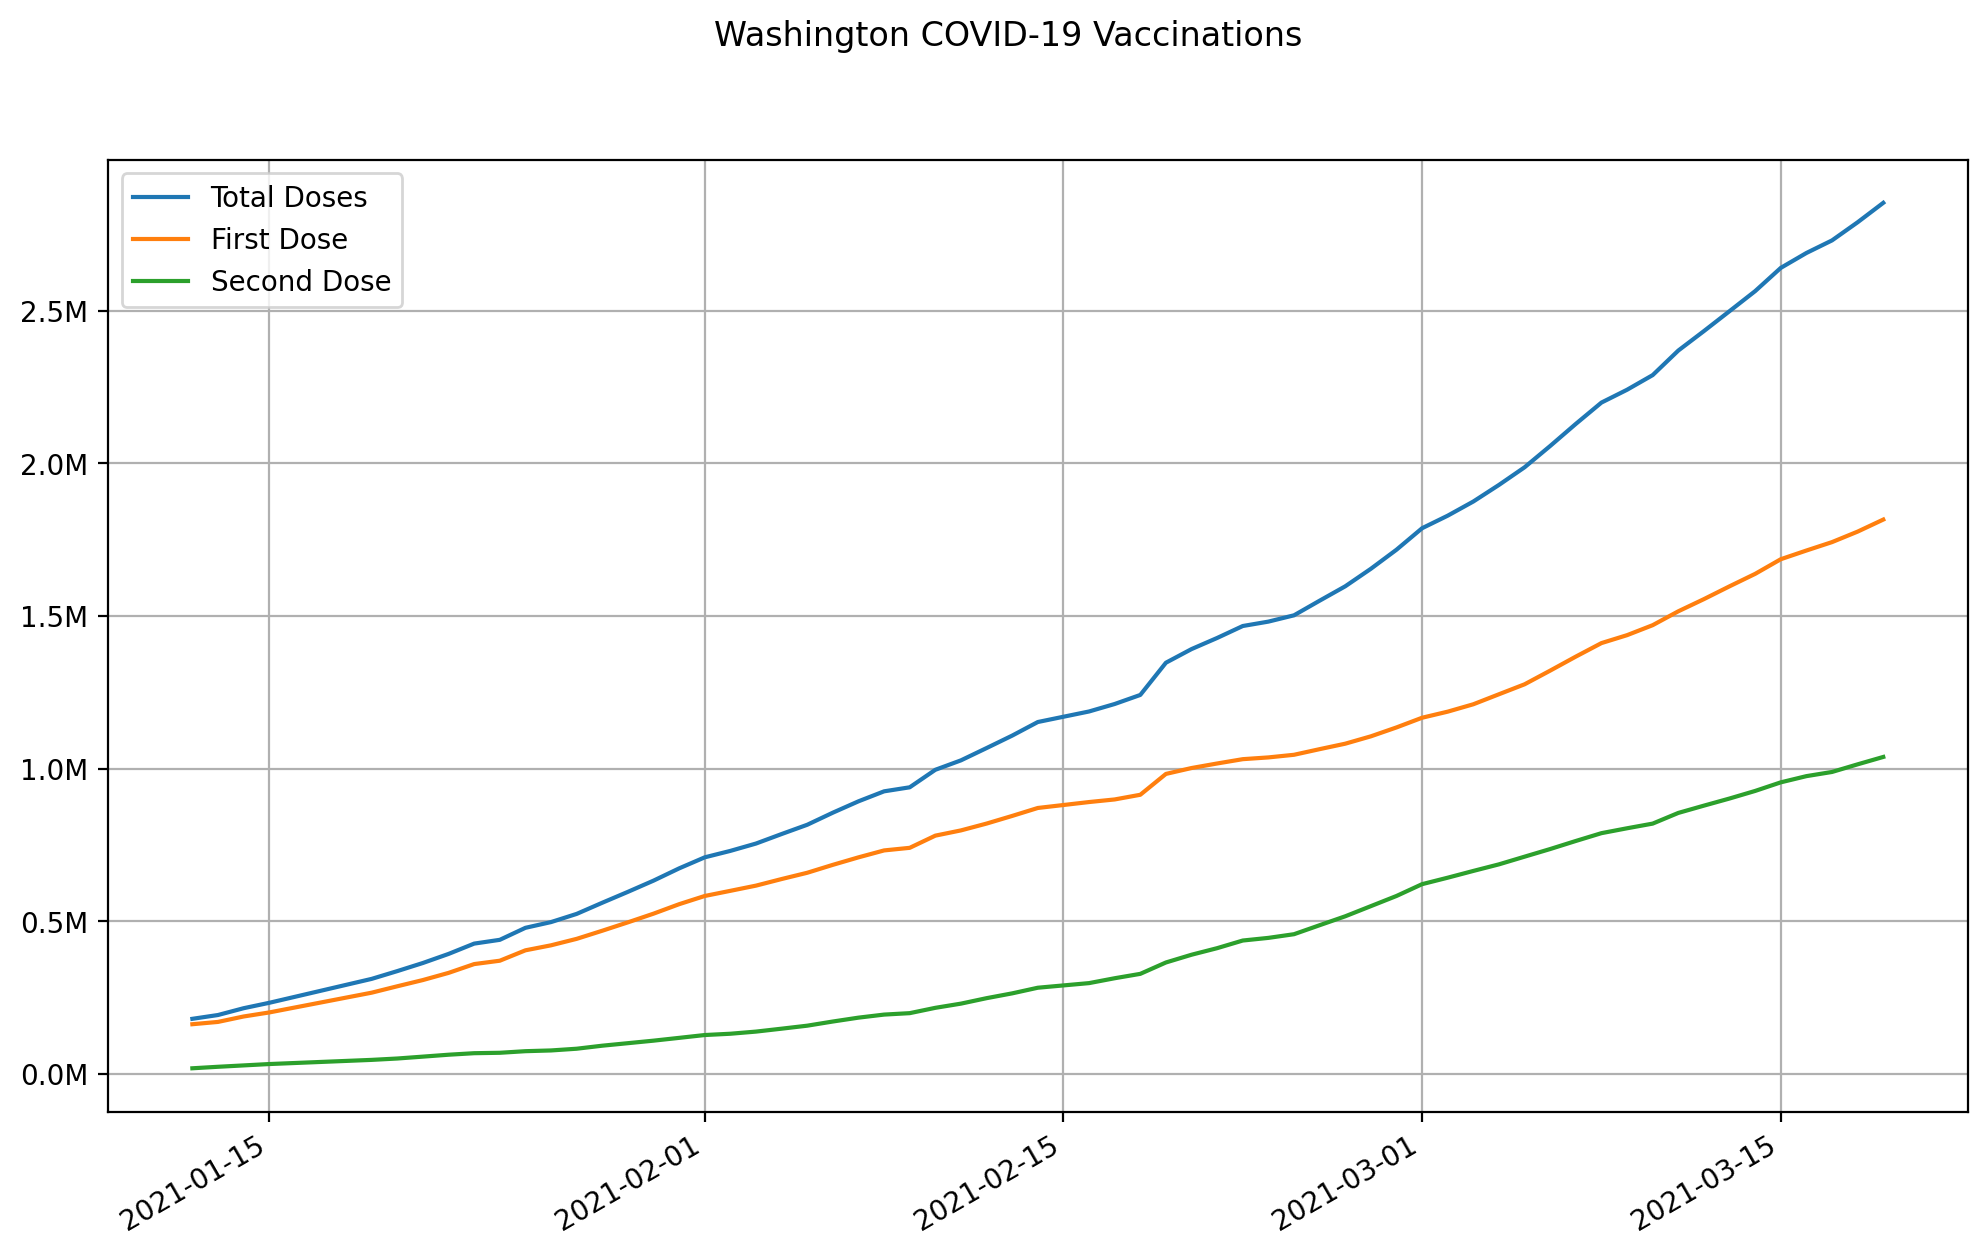 Washington COVID-19 Vaccinations
Total Doses
First Dose
Second Dose
2.5M
2.0M
1.5M
1.0M
0.5M
0.0M
2021-01-15
2021-02-01
2021-02-15
2021-03-01
2021-03-15